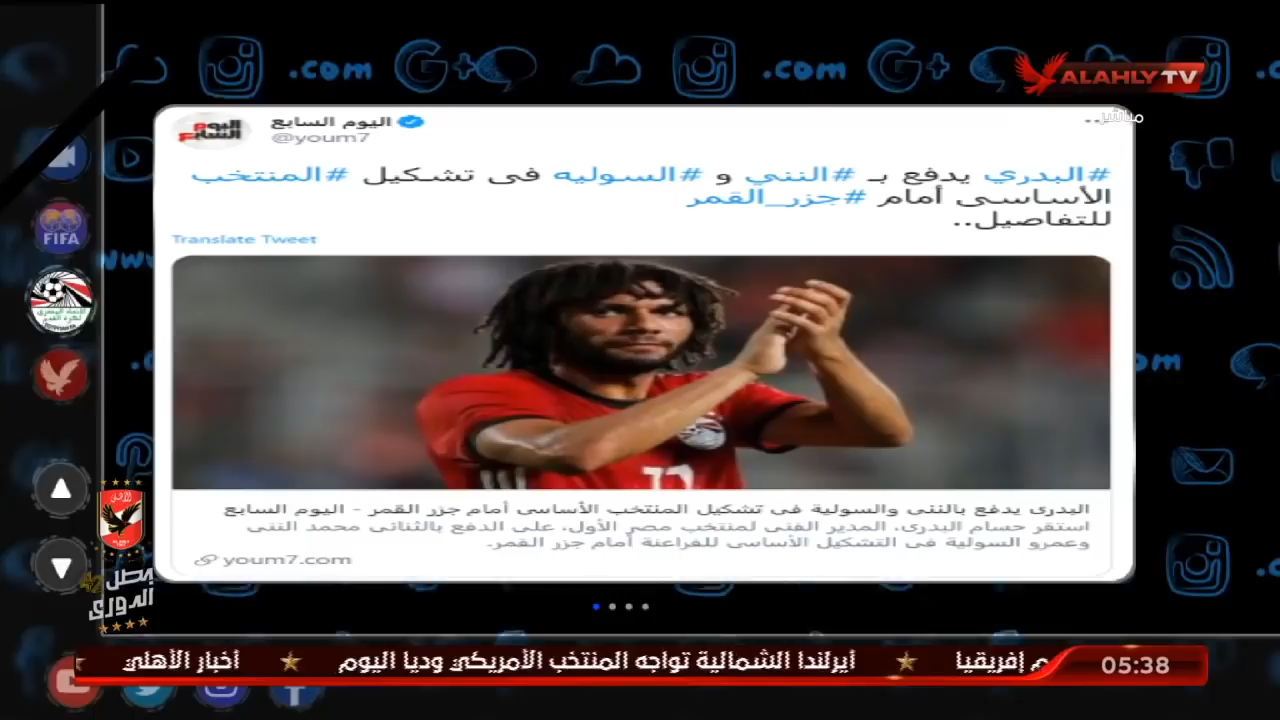 ALAHLY TV
مباشر
اليوم السابع
@youm7
#البدري يدفع بـ #النني و #السوليه فى تشكيل #المنتخب
الأساسى أمام #جزر_القمر
للتفاصيل..
Translate Tweet
FIFA
البدرى يدفع بالننى والسولية فى تشكيل المنتخب الأساسى أمام جزر القمر - اليوم السابع
استقر حسام البدرى، المدير الفنى لمنتخب مصر الأول، على الدفع بالثنائى محمد الننى
وعمرو السولية فى التشكيل الأساسى للفراعنة أمام جزر القمر.
youm7.com
بطل
الدورى
م إفريقيا ★ أيرلندا الشمالية تواجه المنتخب الأمريكي وديا اليوم ★ أخبار الأهلي
05:38
.com
.com